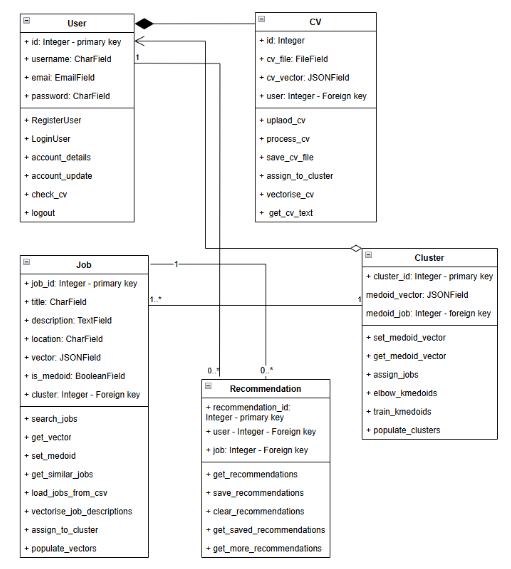 User
+ id: Integer - primary key
+ username: CharField
+ emai: EmailField
+ password: CharField
+ RegisterUser
+ LoginUser
+ account_details
+ account_update
+ check_cv
+ logout
CV
+ id: Integer
+ cv_file: FileField
+ cv_vector: JSONField
+ user: Integer - Foreign key
+ uplaod_cv
+ process_cv
+ save_cv_file
+ assign_to_cluster
+ vectorise_cv
+ get_cv_text
1
Job
+ job_id: Integer - primary key
+ title: CharField
+ description: TextField
+ location: CharField
+ vector: JSONField
+ is_medoid: BooleanField
+ cluster: Integer - Foreign key
+ search_jobs
+ get_vector
+ set_medoid
+ get_similar_jobs
+ load_jobs_from_csv
+ vectorise_job_descriptions
+ assign_to_cluster
+ populate_vectors
1
1..*
1
0..*
0..*
Cluster
+ cluster_id: Integer - primary key
medoid_vector: JSONField
medoid_job: Integer - foreign key
+ set_medoid_vector
+ get_medoid_vector
+ assign_jobs
+ elbow_kmedoids
+ train_kmedoids
+ populate_clusters
Recommendation
+ recommendation_id:
Integer - primary key
+ user - Integer - Foreign key
+ job: Integer - Foreign key
+ get_recommendations
+ save_recommendations
+ clear_recommendations
+ get_saved_recommendations
+ get_more_recommendations